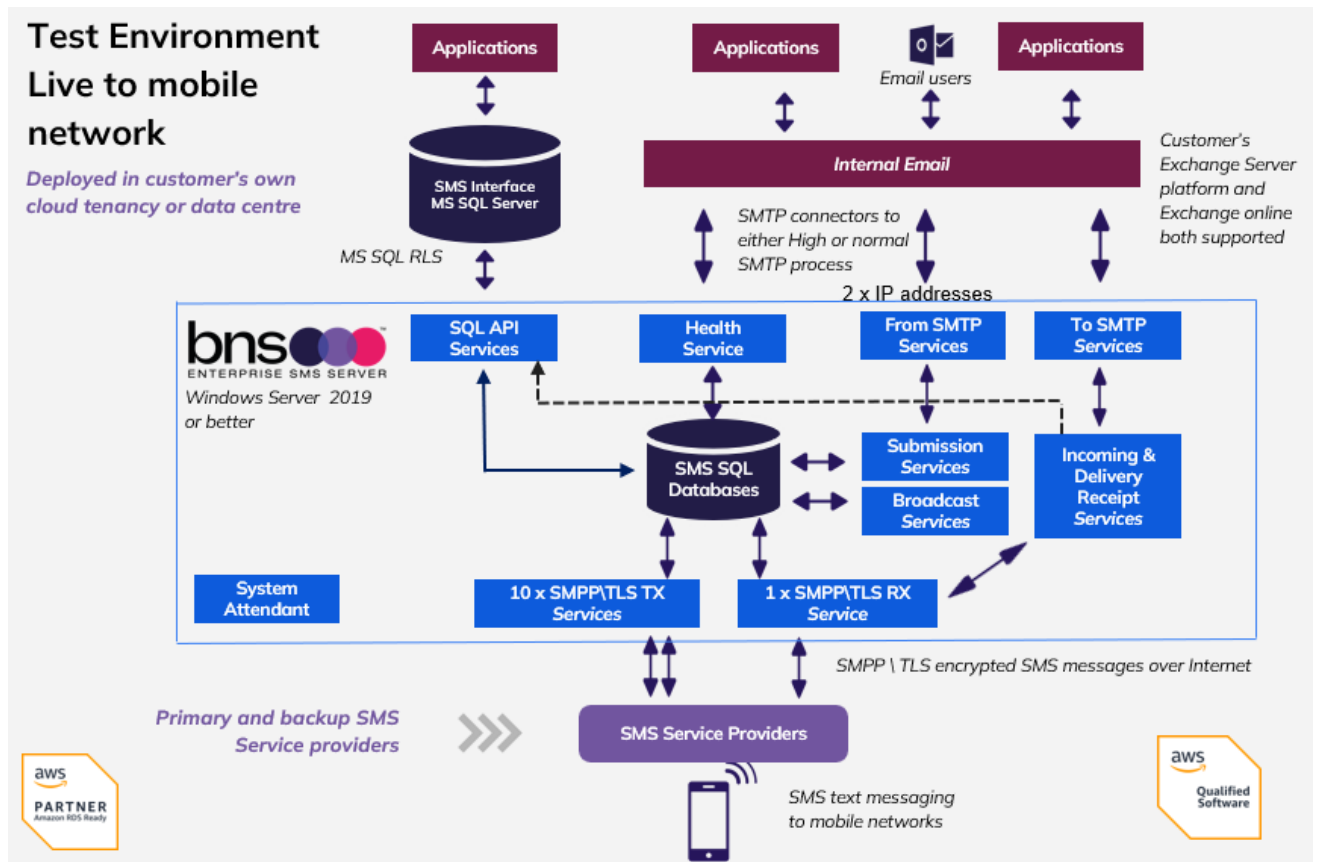 Test Environment
Live to mobile
network
Deployed in customer's own
cloud tenancy or data centre
Applications
Applications
Email users
Applications
SMS Interface
MS SQL Server
MS SQL RLS
Internal Email
Customer's
Exchange Server
platform and
Exchange online
both supported
SMTP connectors to
either High or normal
SMTP process
2 x IP addresses
bns
TM
ENTERPRISE SMS SERVER
Windows Server 2019
or better
SQL API
Services
Health
Service
From SMTP
Services
To SMTP
Services
SMS SQL
Databases
Submission
Services
Broadcast
Services
Incoming &
Delivery
Receipt
Services
System
Attendant
10 x SMPP\TLS TX
Services
1 x SMPP\TLS RX
Service
SMPP \ TLS encrypted SMS messages over Internet
Primary and backup SMS
Service providers
SMS Service Providers
SMS text messaging
to mobile networks
aws
PARTNER
Amazon RDS Ready
aws
Qualified
Software